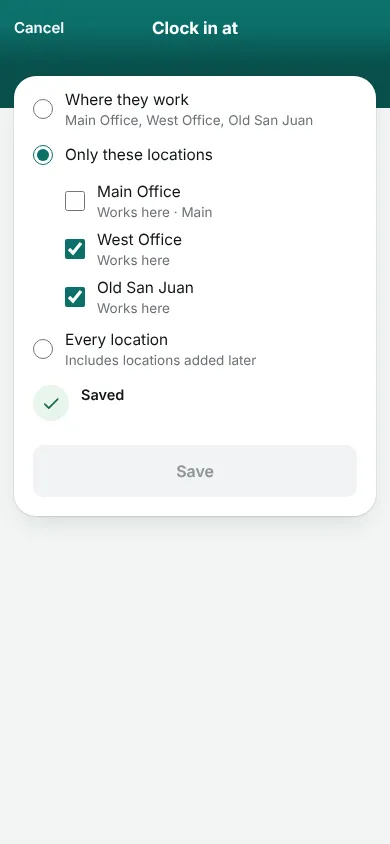 Cancel
Clock in at
Where they work
Main Office, West Office, Old San Juan
Only these locations
Main Office
Works here · Main
West Office
Works here
Old San Juan
Works here
Every location
Includes locations added later
Saved
Save